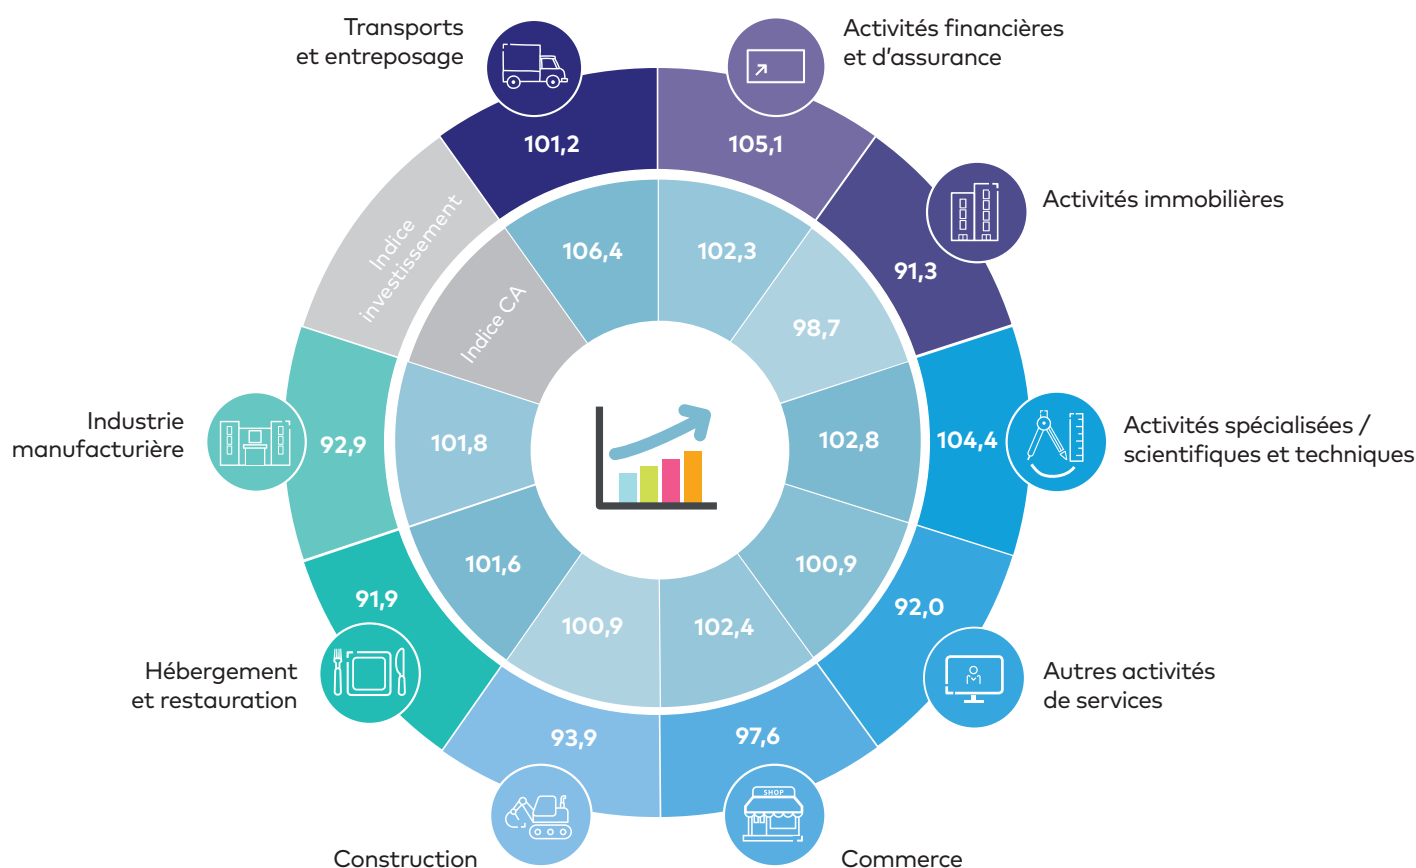 Transports
et entreposage
Activités financières
et d'assurance
101,2
105,1
Activités immobilières
Indice
investissement
106,4
102,3
91,3
Indice CA
98,7
Industrie
manufacturière
92,9
101,8
102,8
104,4
Activités spécialisées /
scientifiques et techniques
101,6
100,9
91,9
92,0
100,9
102,4
Hébergement
et restauration
Autres activités
de services
93,9
97,6
SHOP
Construction
Commerce